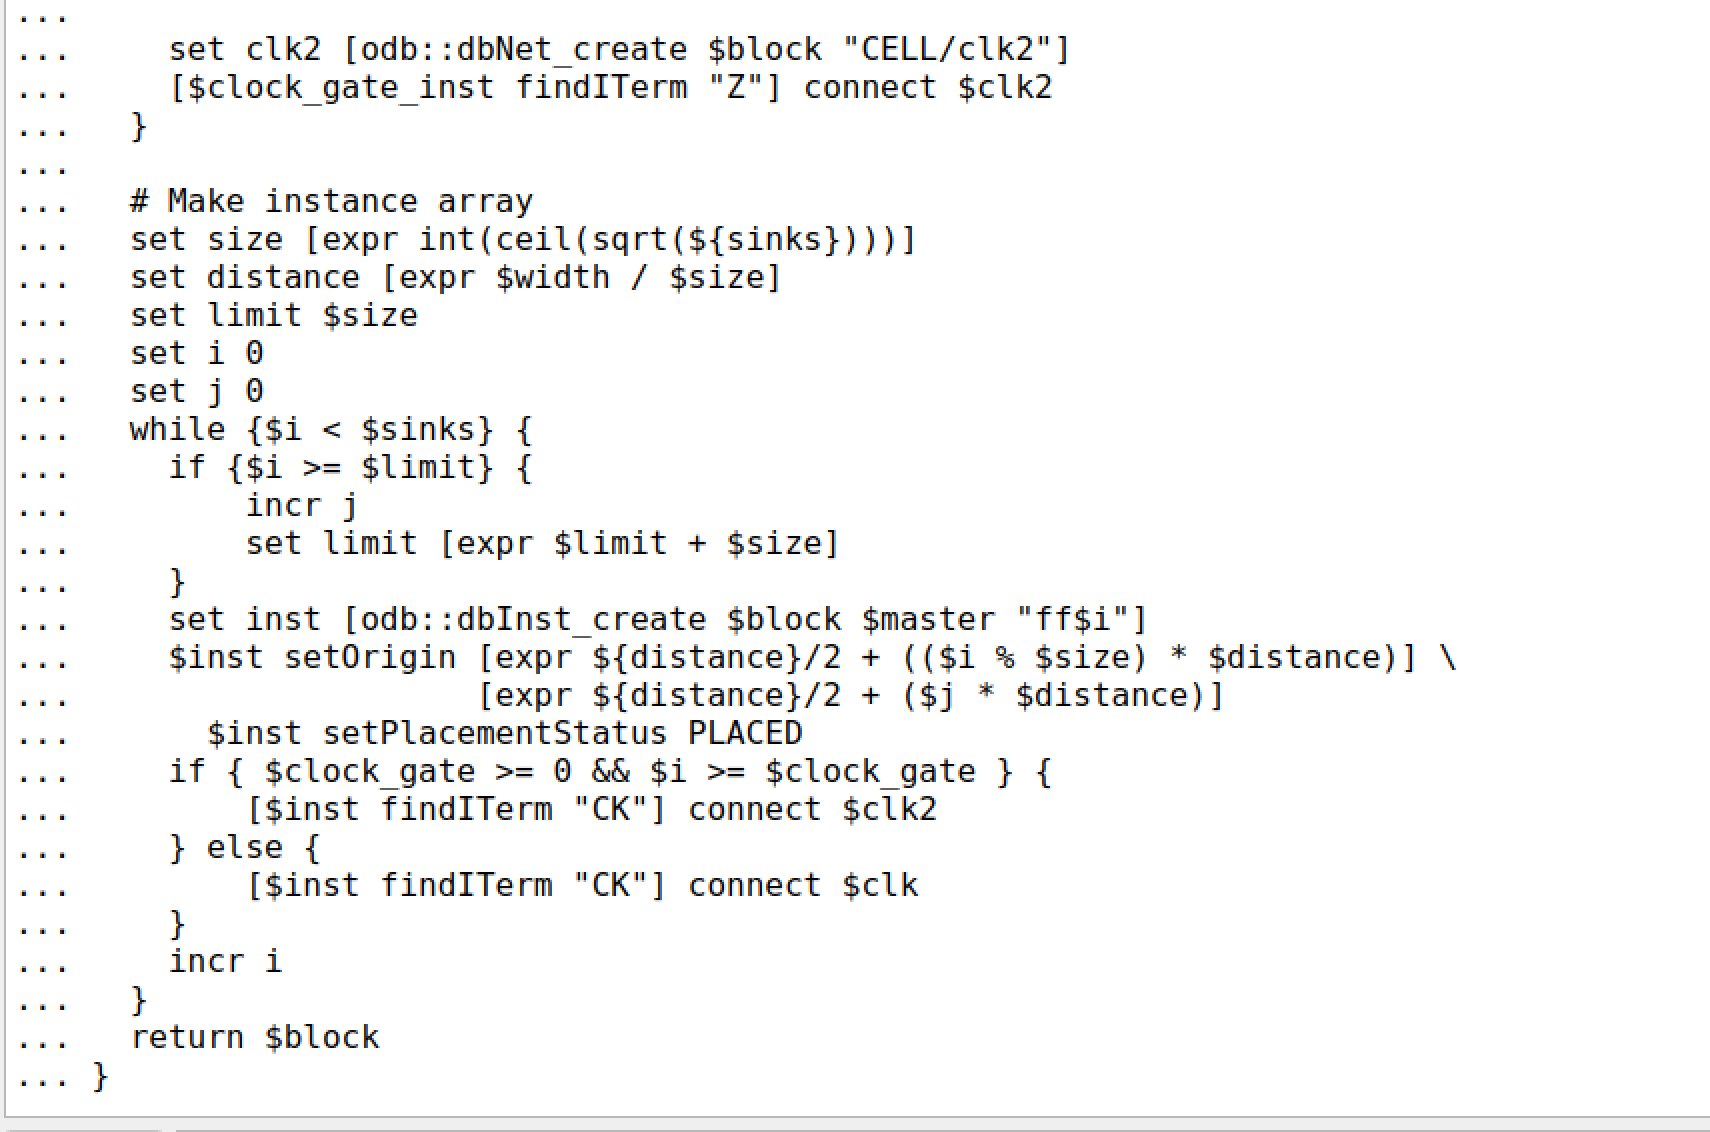 ...
...     set clk2 [odb::dbNet_create $block "CELL/clk2"]
...     [$clock_gate_inst findITerm "Z"] connect $clk2
...   }
...
...   # Make instance array
...   set size [expr int(ceil(sqrt(${sinks})))]
...   set distance [expr $width / $size]
...   set limit $size
...   set i 0
...   set j 0
...   while {$i < $sinks} {
...     if {$i >= $limit} {
...         incr j
...         set limit [expr $limit + $size]
...     }
...     set inst [odb::dbInst_create $block $master "ff$i"]
...     $inst setOrigin [expr ${distance}/2 + (($i % $size) * $distance)] \
...                     [expr ${distance}/2 + ($j * $distance)]
...       $inst setPlacementStatus PLACED
...     if { $clock_gate >= 0 && $i >= $clock_gate } {
...         [$inst findITerm "CK"] connect $clk2
...     } else {
...         [$inst findITerm "CK"] connect $clk
...     }
...     incr i
...   }
...   return $block
... }